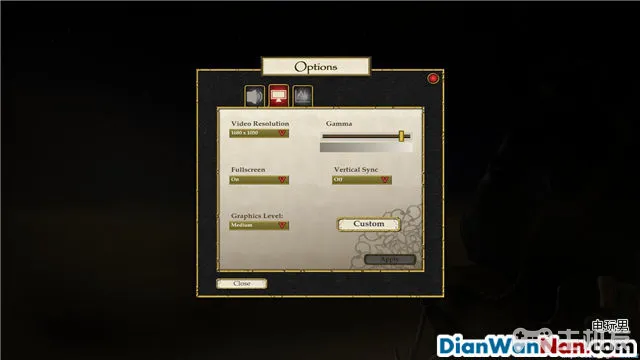 Options
Video Resolution
Gamma
1680 x 1050
Fullscreen
Vertical Sync
On
Off
Graphics Level:
Medium
Custom
Apply
Close
电玩男
DianWanNan.com